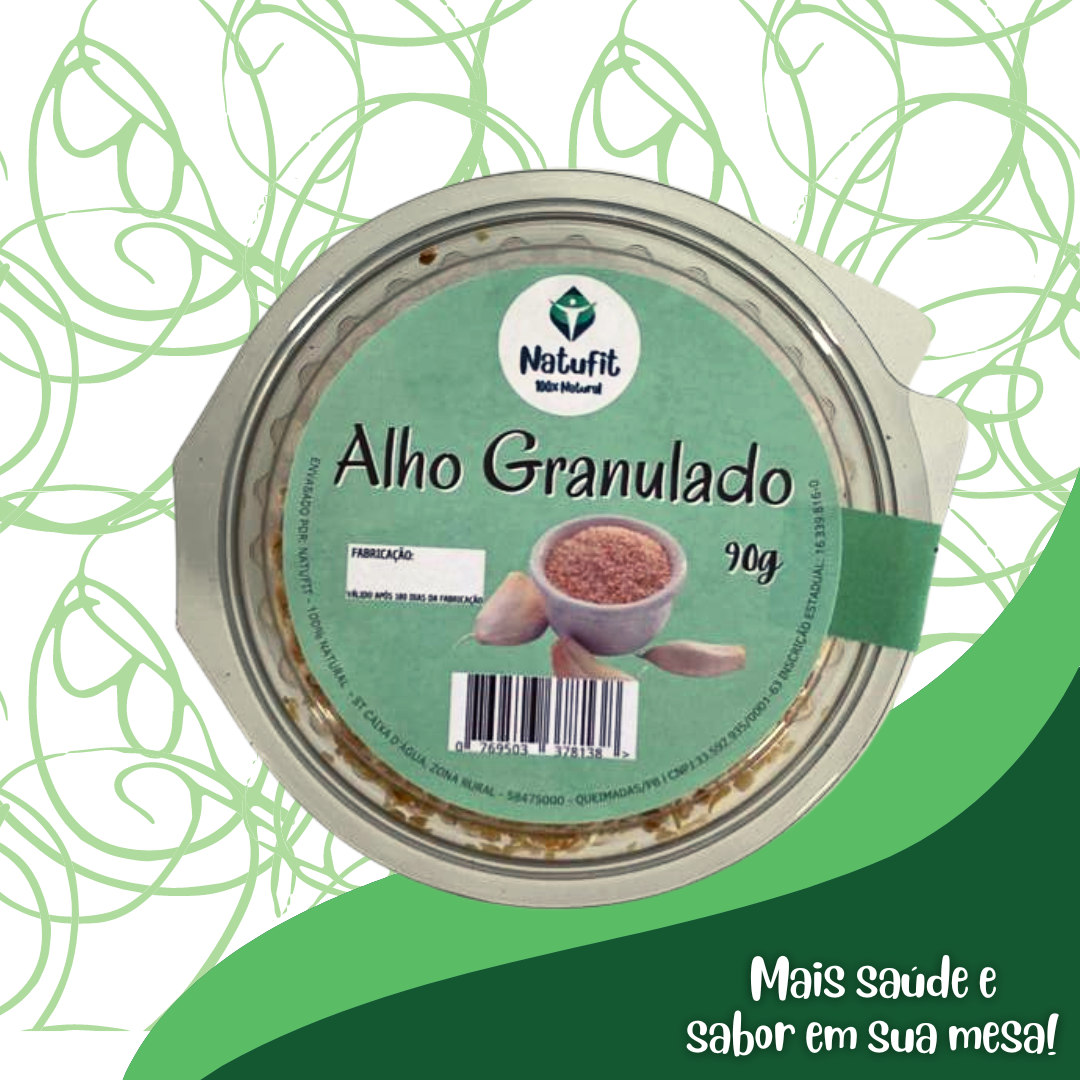 Natufit
100% Natural
Alho Granulado
90g
FABRICAÇÃO:
VÁLIDO APÓS 180 DIAS DA FABRICAÇÃO
0 769503 378138 >
ENVASADO POR: NATUFIT - 100% NATURAL - ST CAIXA D'AGUA, ZONA RURAL - 58475000 - QUEIMADAS/PB | CNPJ:33.592.935/0001-63 INSCRIÇÃO ESTADUAL: 16.339.816-0
Mais saúde e
sabor em sua mesa!